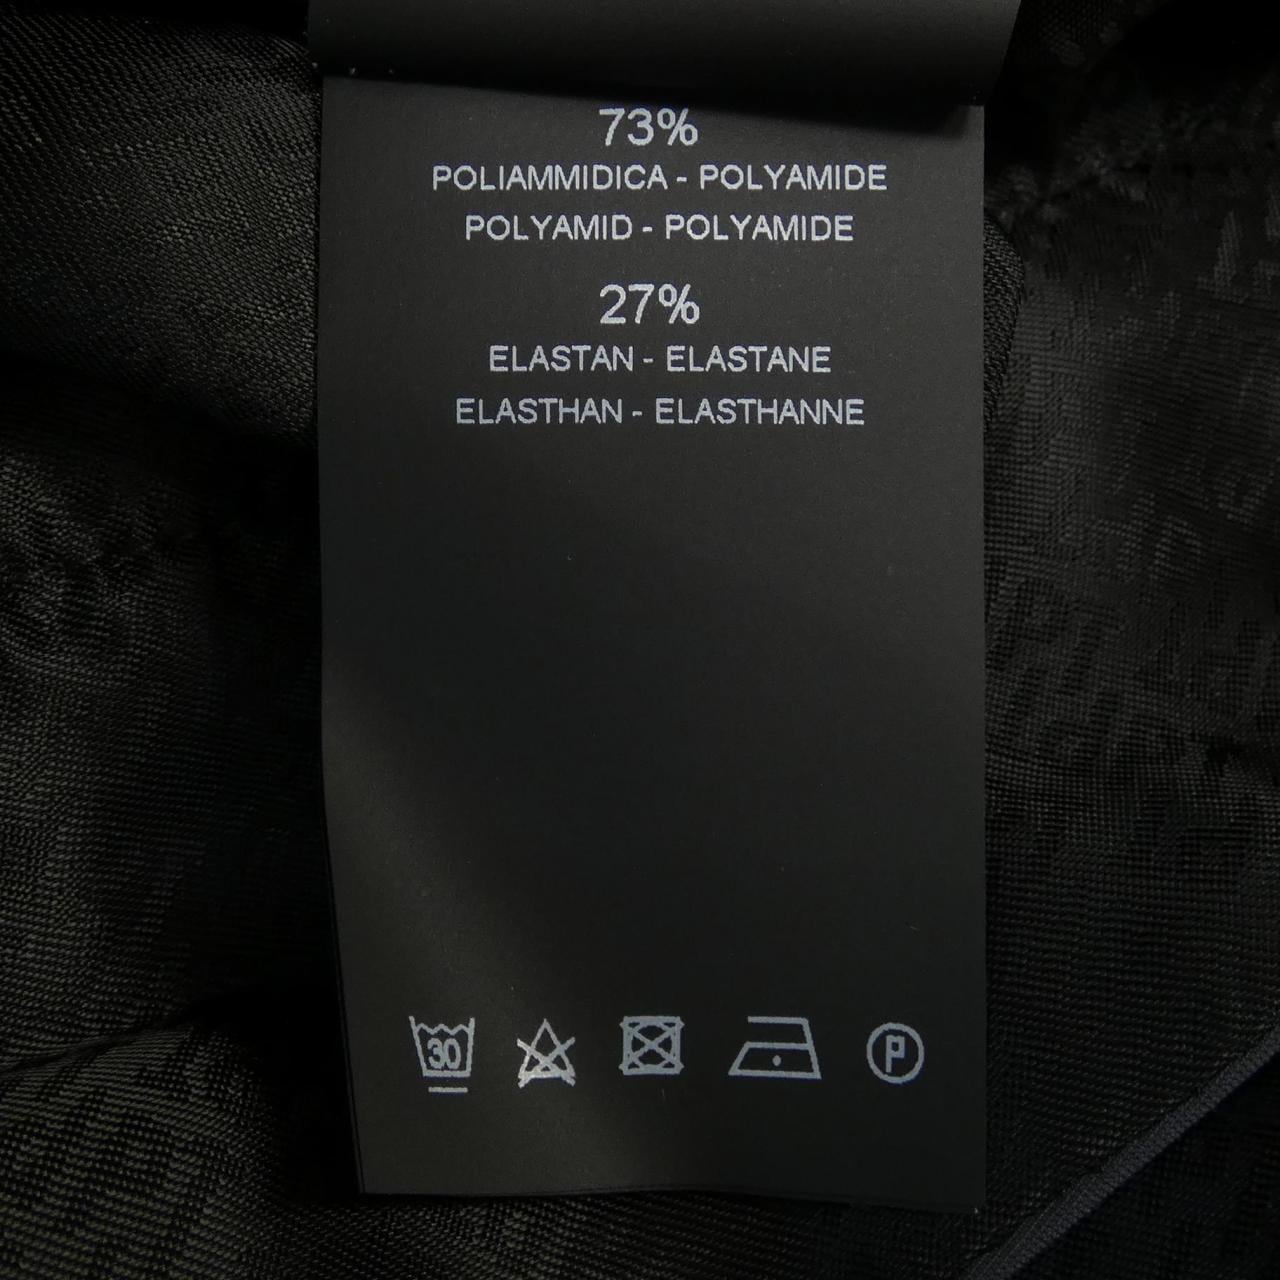 73%
POLIAMMIDICA - POLYAMIDE
POLYAMID - POLYAMIDE
27%
ELASTAN - ELASTANE
ELASTHAN - ELASTHANNE
30 P